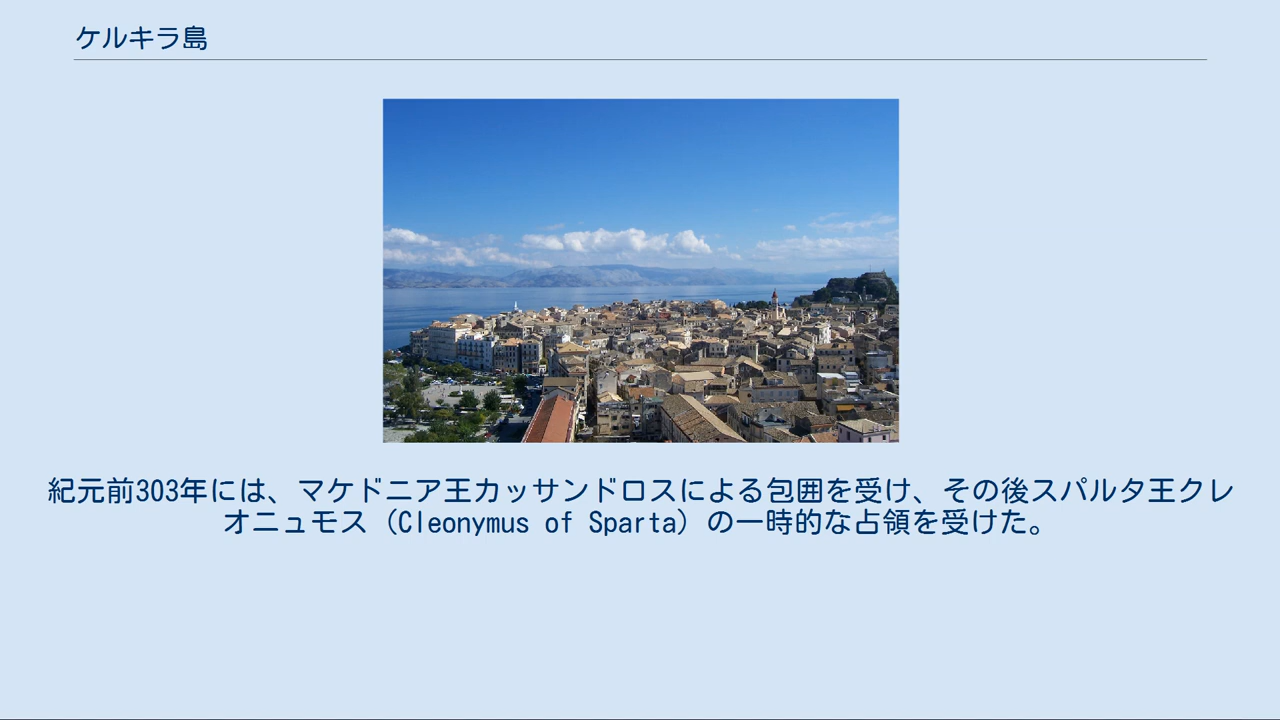 ケルキラ島
紀元前303年には、マケドニア王カッサンドロスによる包囲を受け、その後スパルタ王クレ
オニュモス（Cleonymus of Sparta）の一時的な占領を受けた。